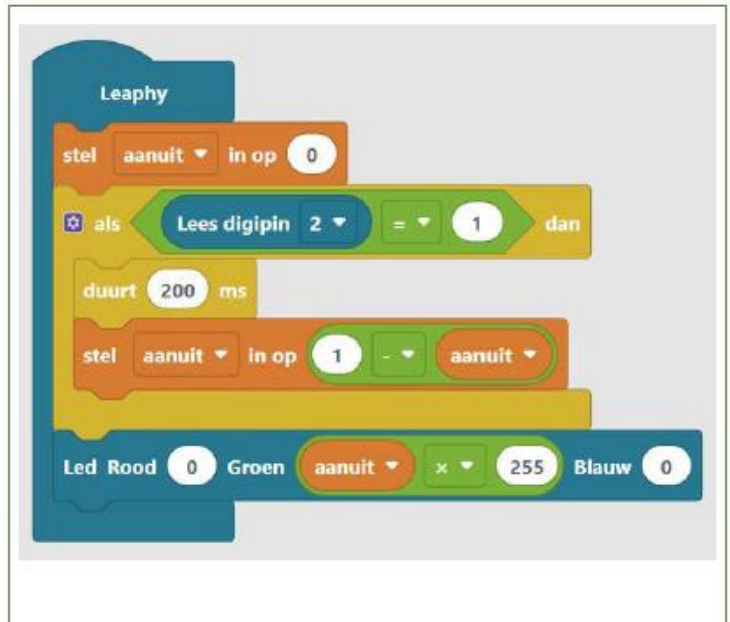 Leaphy
stel aanuit in op 0
als Lees digipin 2 = 1 dan
duurt 200 ms
stel aanuit in op 1 - aanuit
Led Rood 0 Groen aanuit × 255 Blauw 0